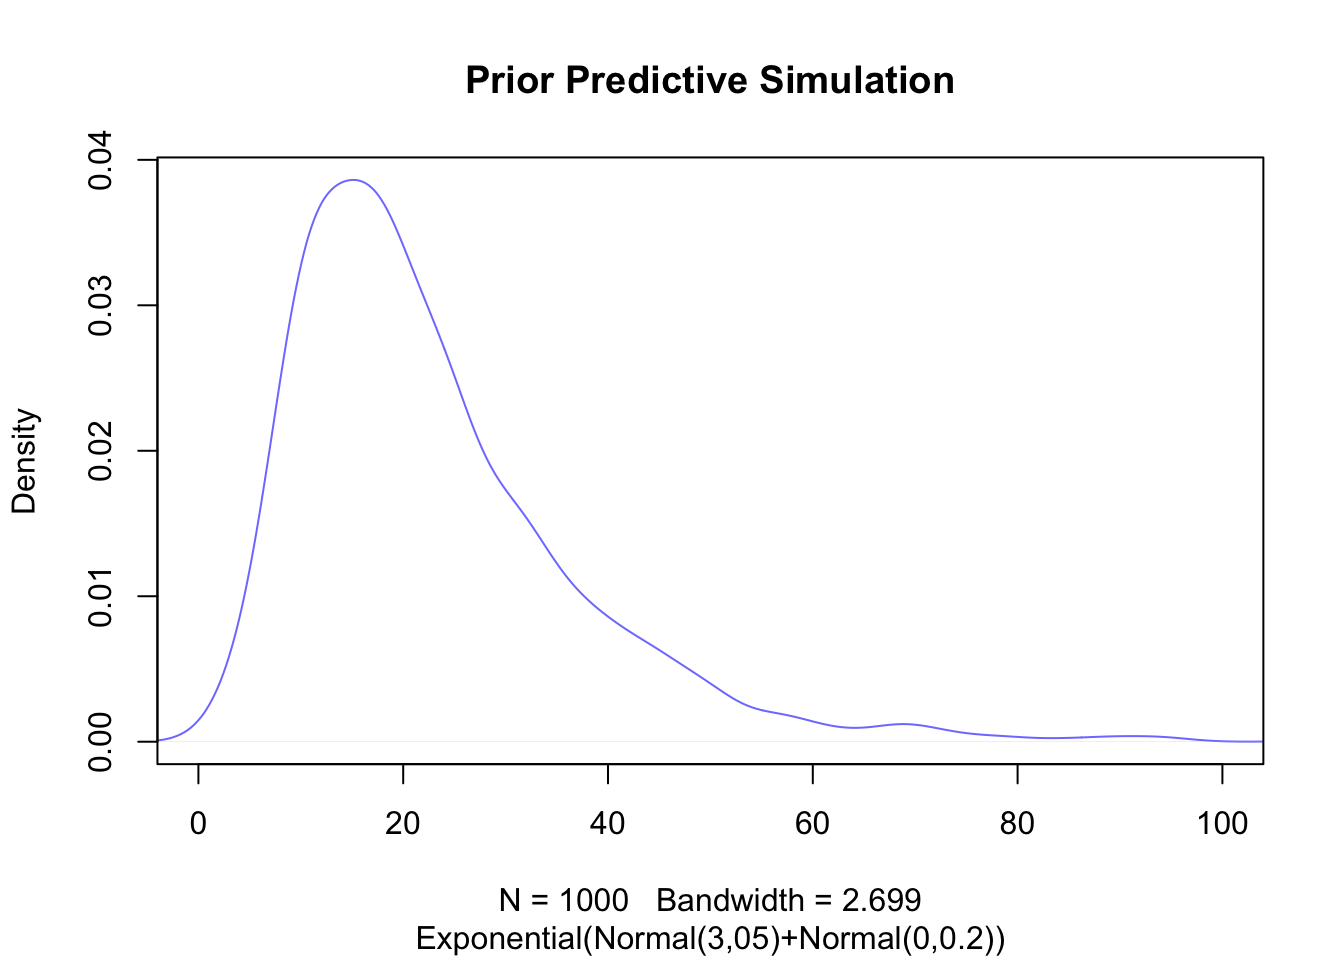 Prior Predictive Simulation
Density
0.00
0.01
0.02
0.03
0.04
0 20 40 60 80 100
N = 1000 Bandwidth = 2.699
Exponential(Normal(3,05)+Normal(0,0.2))